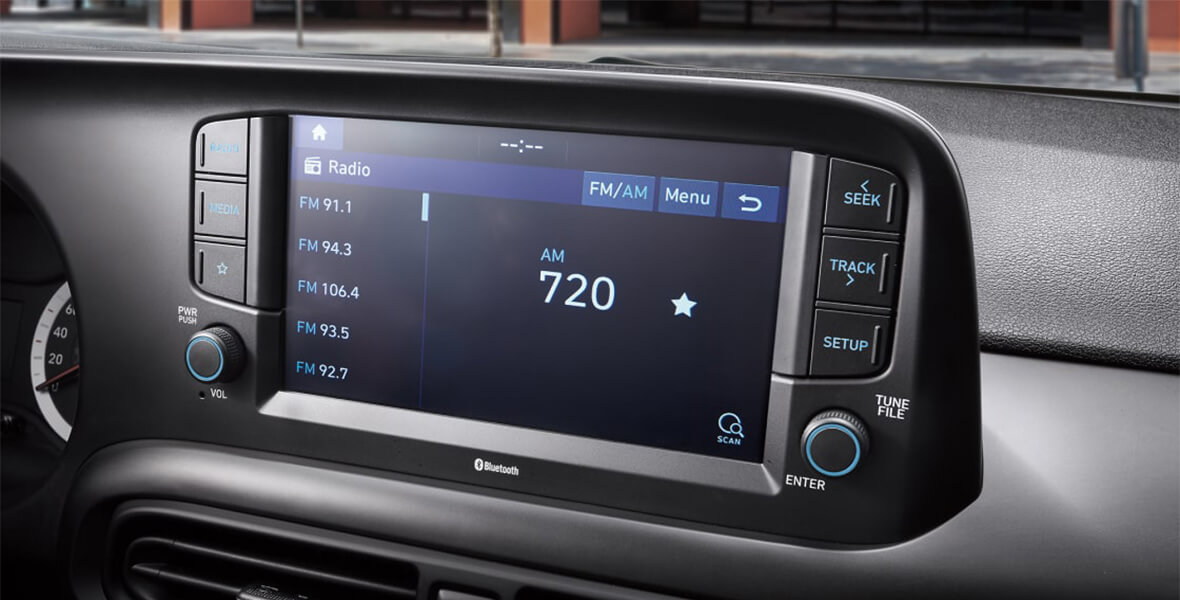 RADIO
MEDIA
PWR
PUSH
VOL
--:--
Radio
FM/AM
Menu
FM 91.1
FM 94.3
FM 106.4
FM 93.5
FM 92.7
AM
720
SCAN
Bluetooth
SEEK
TRACK
SETUP
TUNE
FILE
ENTER
60
40
20